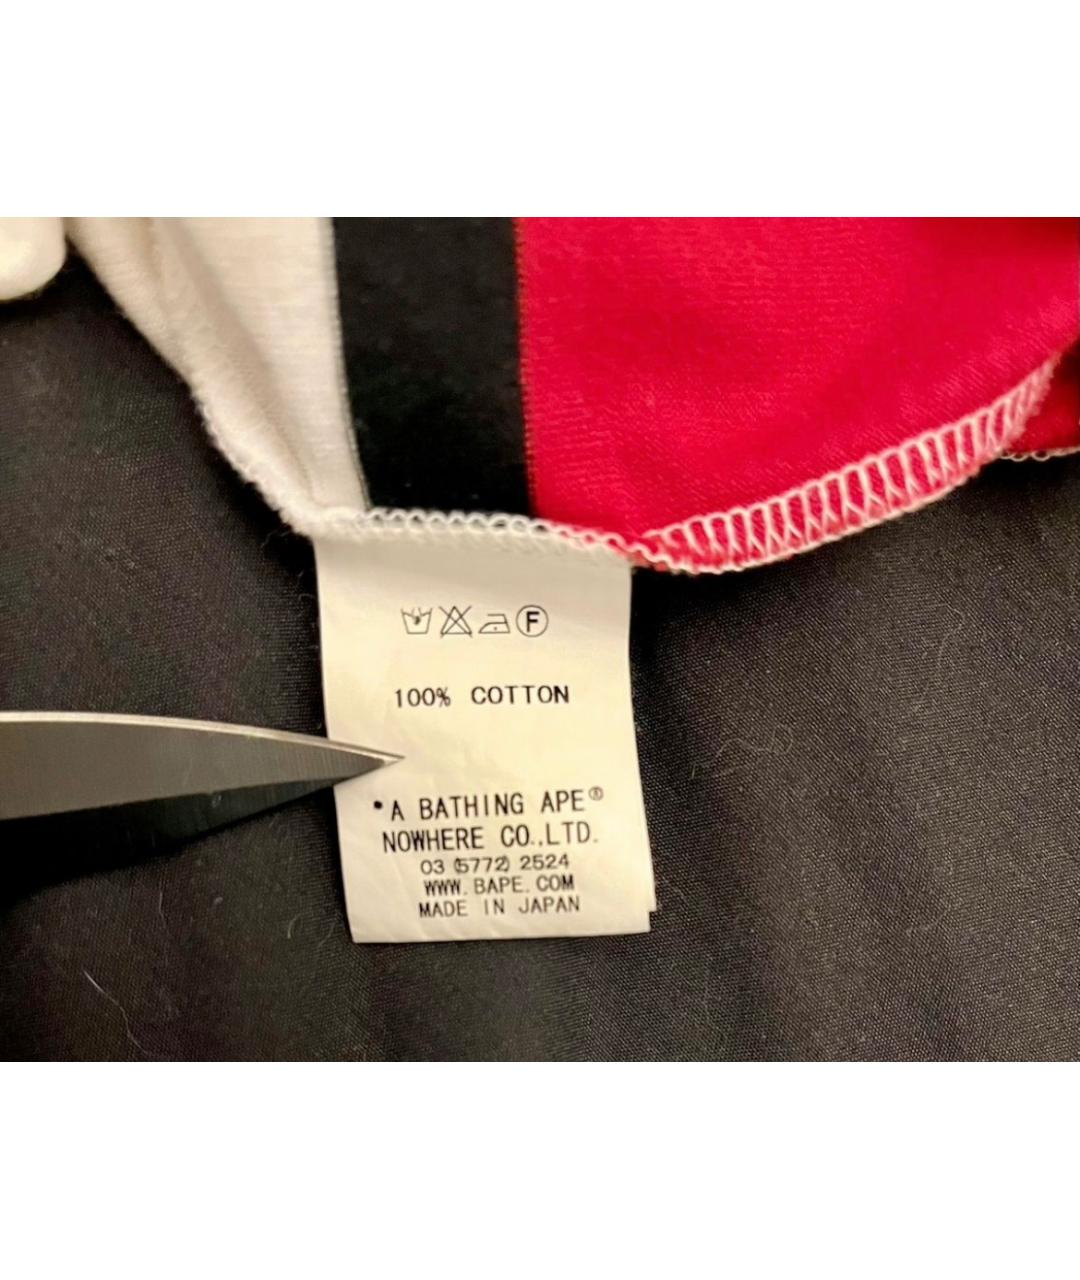 F
100% COTTON
•A BATHING APE®
NOWHERE CO.,LTD.
03 (5772) 2524
WWW.BAPE.COM
MADE IN JAPAN